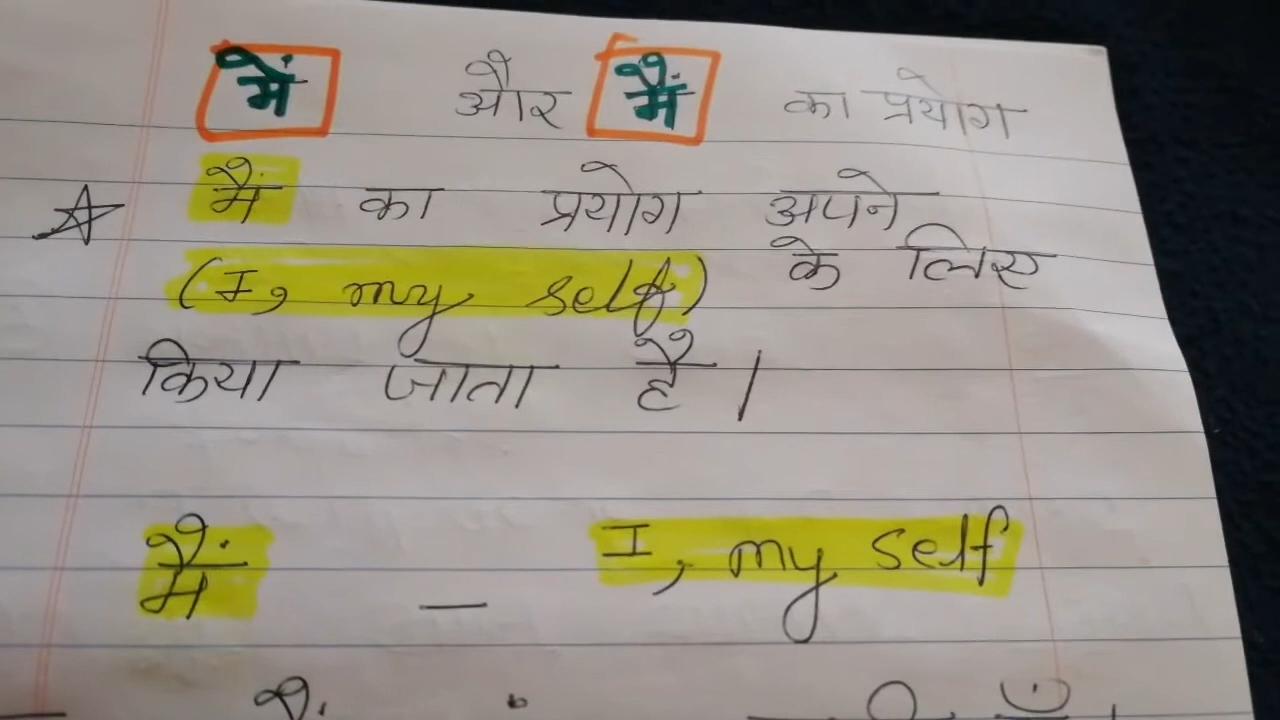 में और मैं का प्रयोग
मैं का प्रयोग अपने
(I, my self) के लिए
किया जाता है।
मैं - I, my self